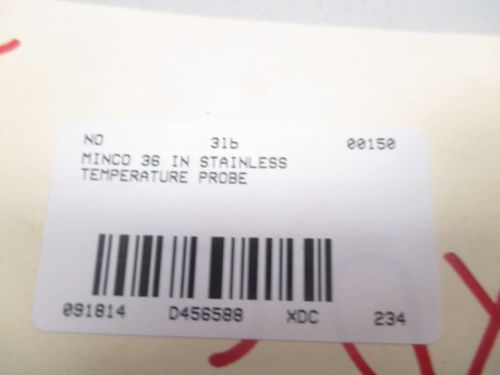 NO 31b 00150
MINCO 36 IN STAINLESS
TEMPERATURE PROBE
091814 D456588 XDC 234